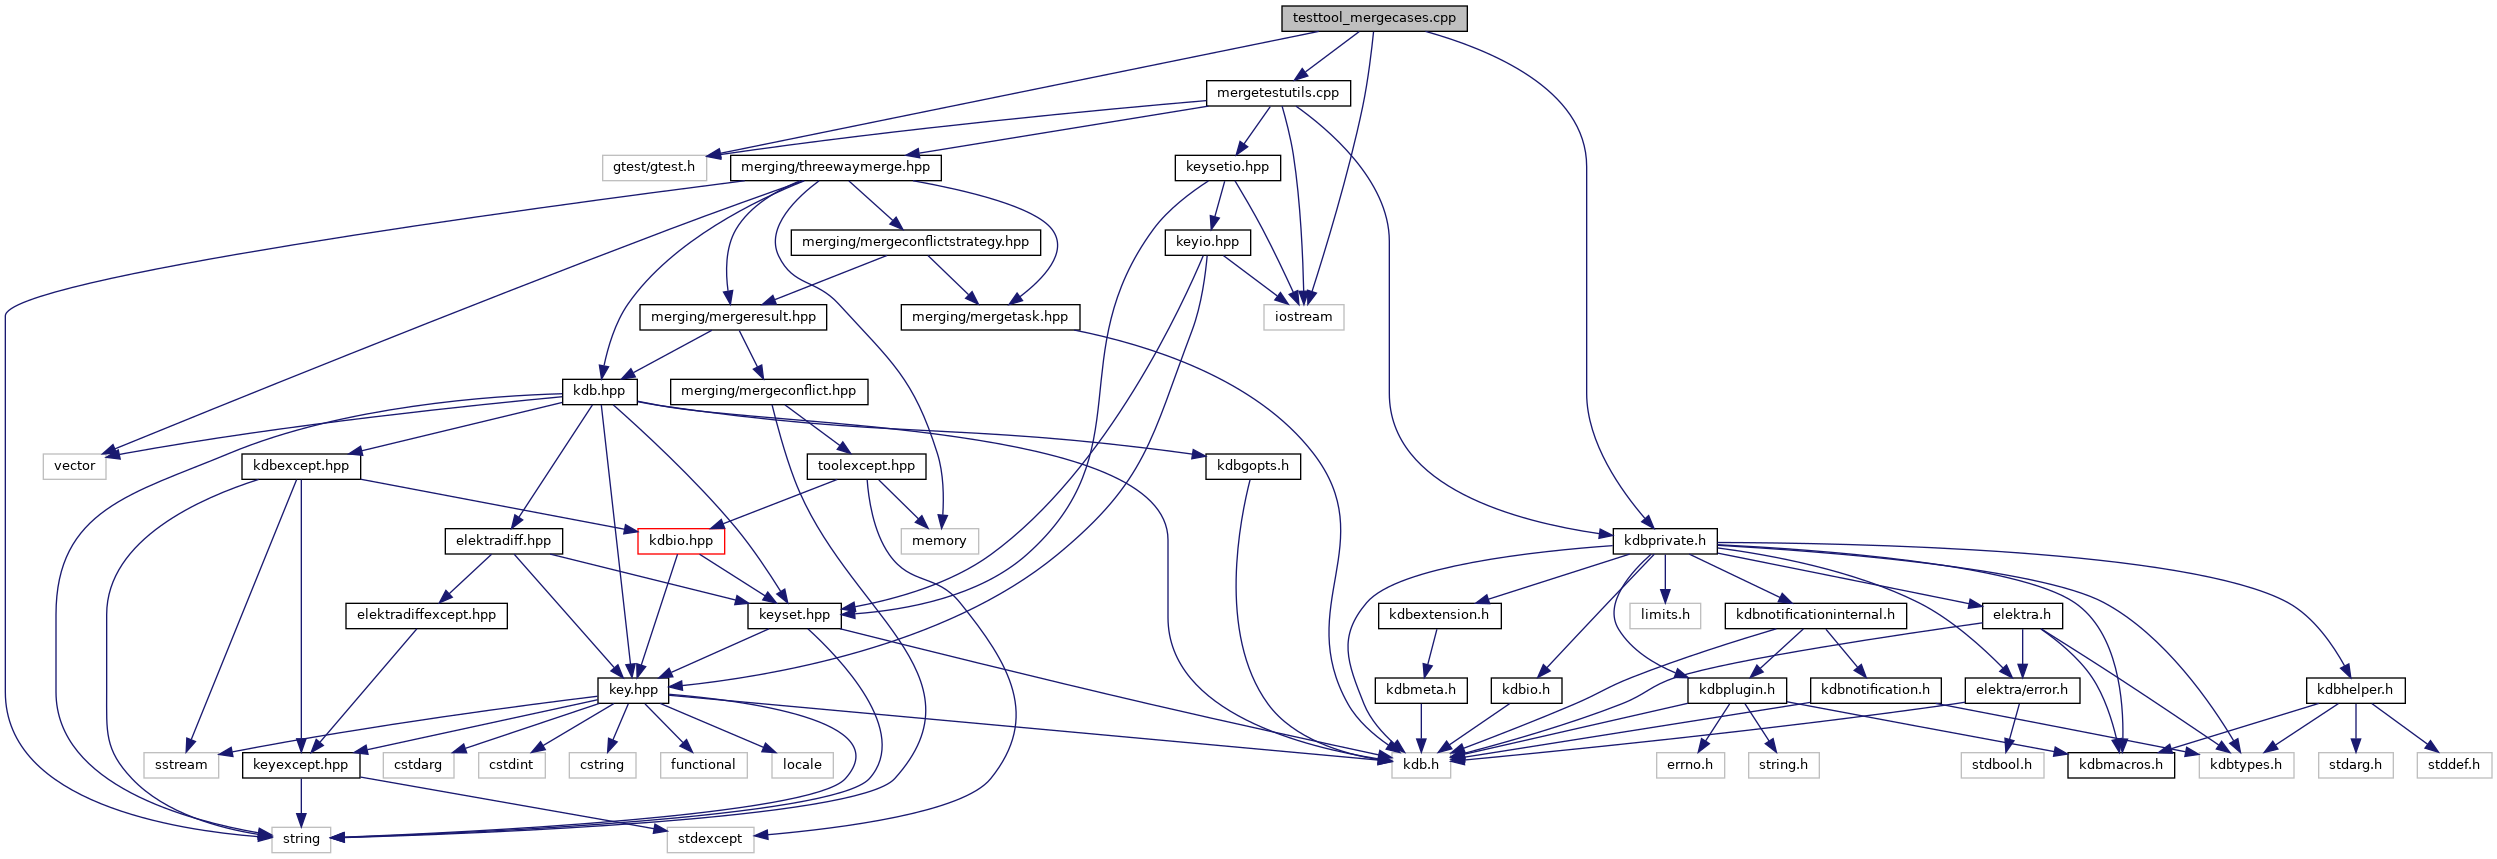 testtool_mergecases.cpp
mergetestutils.cpp
gtest/gtest.h
merging/threewaymerge.hpp
keysetio.hpp
merging/mergeconflictstrategy.hpp
keyio.hpp
merging/mergeresult.hpp
merging/mergetask.hpp
iostream
kdb.hpp
merging/mergeconflict.hpp
vector
kdbexcept.hpp
toolexcept.hpp
kdbgopts.h
elektradiff.hpp
kdbio.hpp
memory
kdbprivate.h
elektradiffexcept.hpp
keyset.hpp
kdbextension.h
limits.h
kdbnotificationinternal.h
elektra.h
key.hpp
kdbmeta.h
kdbio.h
kdbplugin.h
kdbnotification.h
elektra/error.h
kdbhelper.h
sstream
keyexcept.hpp
cstdarg
cstdint
cstring
functional
locale
kdb.h
errno.h
string.h
stdbool.h
kdbmacros.h
kdbtypes.h
stdarg.h
stddef.h
string
stdexcept